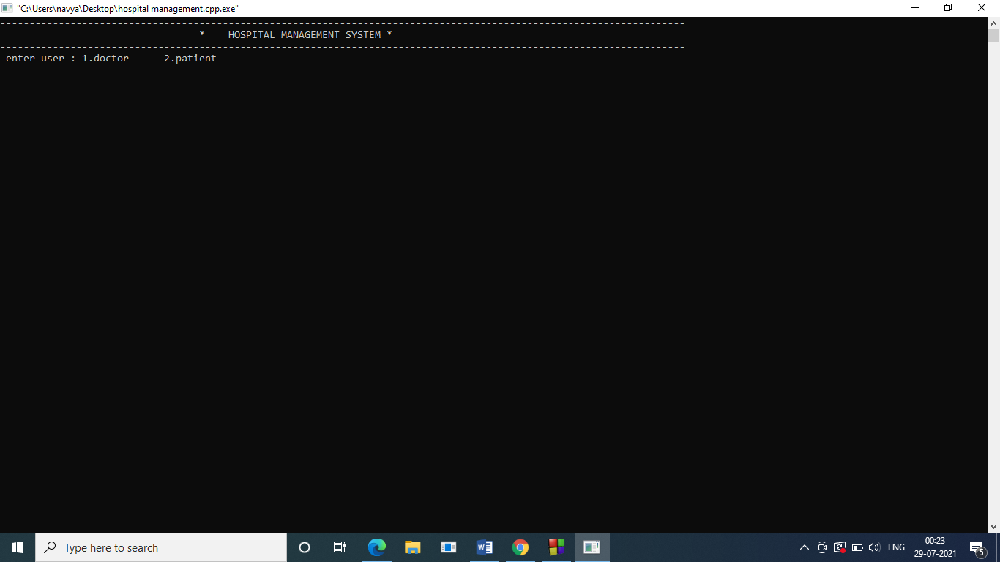 "C:\Users\navya\Desktop\hospital management.cpp.exe"
-----------------------------------------------------------------------------------------------------------------------
* HOSPITAL MANAGEMENT SYSTEM *
-----------------------------------------------------------------------------------------------------------------------
enter user : 1.doctor 2.patient
Type here to search
ENG
00:23
29-07-2021
5